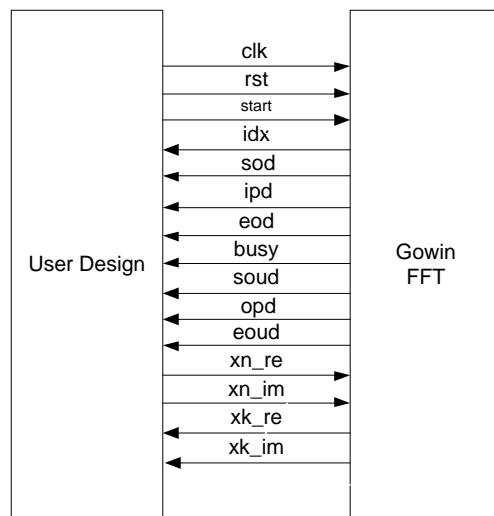 clk
rst
start
idx
sod
ipd
eod
busy
User Design
Gowin
FFT
soud
opd
eoud
xn_re
xn_im
xk_re
xk_im